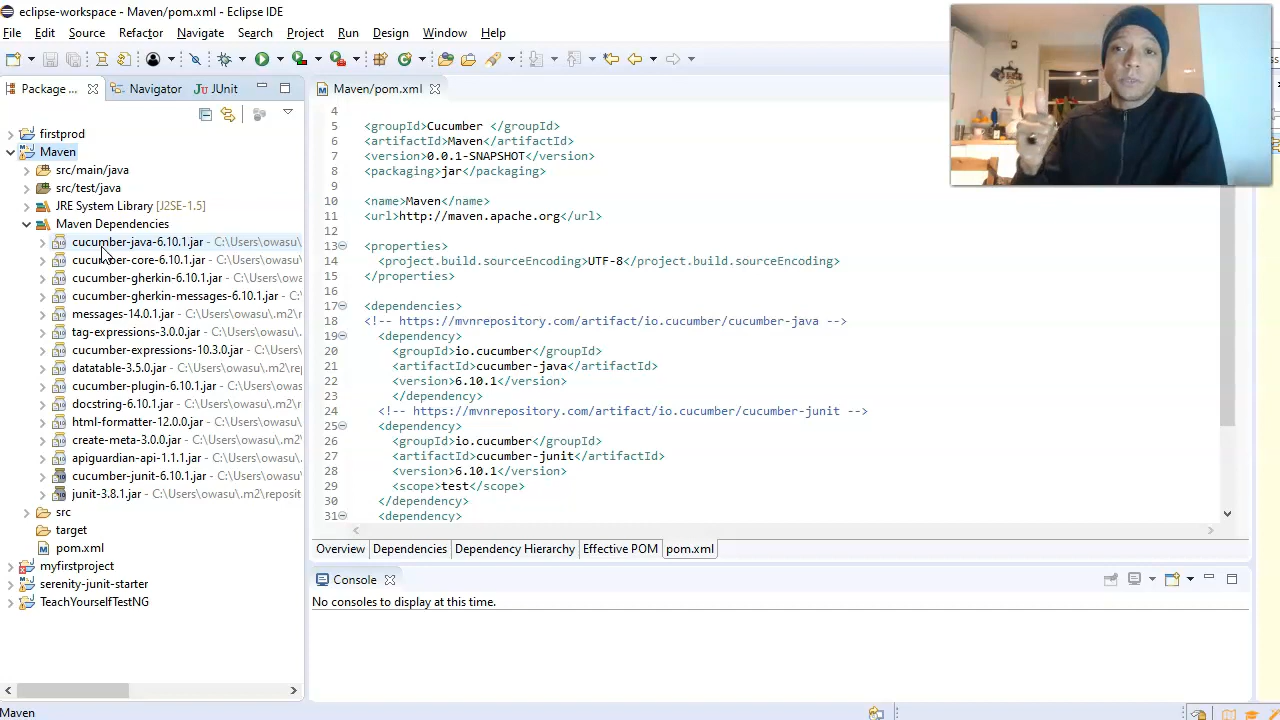 eclipse-workspace - Maven/pom.xml - Eclipse IDE
File Edit Source Refactor Navigate Search Project Run Design Window Help
Package ... Navigator JUnit
firstprod
Maven
src/main/java
src/test/java
JRE System Library [J2SE-1.5]
Maven Dependencies
cucumber-java-6.10.1.jar - C:\Users\owasu\
cucumber-core-6.10.1.jar - C:\Users\owasu\
cucumber-gherkin-6.10.1.jar - C:\Users\owa
cucumber-gherkin-messages-6.10.1.jar - C:
messages-14.0.1.jar - C:\Users\owasu\.m2\r
tag-expressions-3.0.0.jar - C:\Users\owasu\
cucumber-expressions-10.3.0.jar - C:\Users
datatable-3.5.0.jar - C:\Users\owasu\.m2\re
cucumber-plugin-6.10.1.jar - C:\Users\owas
docstring-6.10.1.jar - C:\Users\owasu\.m2\r
html-formatter-12.0.0.jar - C:\Users\owasu\
create-meta-3.0.0.jar - C:\Users\owasu\.m2
apiguardian-api-1.1.1.jar - C:\Users\owasu\
cucumber-junit-6.10.1.jar - C:\Users\owasu\
junit-3.8.1.jar - C:\Users\owasu\.m2\reposit
src
target
pom.xml
myfirstproject
serenity-junit-starter
TeachYourselfTestNG
Maven/pom.xml
4
5 <groupId>Cucumber </groupId>
6 <artifactId>Maven</artifactId>
7 <version>0.0.1-SNAPSHOT</version>
8 <packaging>jar</packaging>
9
10 <name>Maven</name>
11 <url>http://maven.apache.org</url>
12
13 <properties>
14 <project.build.sourceEncoding>UTF-8</project.build.sourceEncoding>
15 </properties>
16
17 <dependencies>
18 <!-- https://mvnrepository.com/artifact/io.cucumber/cucumber-java -->
19 <dependency>
20 <groupId>io.cucumber</groupId>
21 <artifactId>cucumber-java</artifactId>
22 <version>6.10.1</version>
23 </dependency>
24 <!-- https://mvnrepository.com/artifact/io.cucumber/cucumber-junit -->
25 <dependency>
26 <groupId>io.cucumber</groupId>
27 <artifactId>cucumber-junit</artifactId>
28 <version>6.10.1</version>
29 <scope>test</scope>
30 </dependency>
31 <dependency>
Overview Dependencies Dependency Hierarchy Effective POM pom.xml
Console
No consoles to display at this time.
Maven